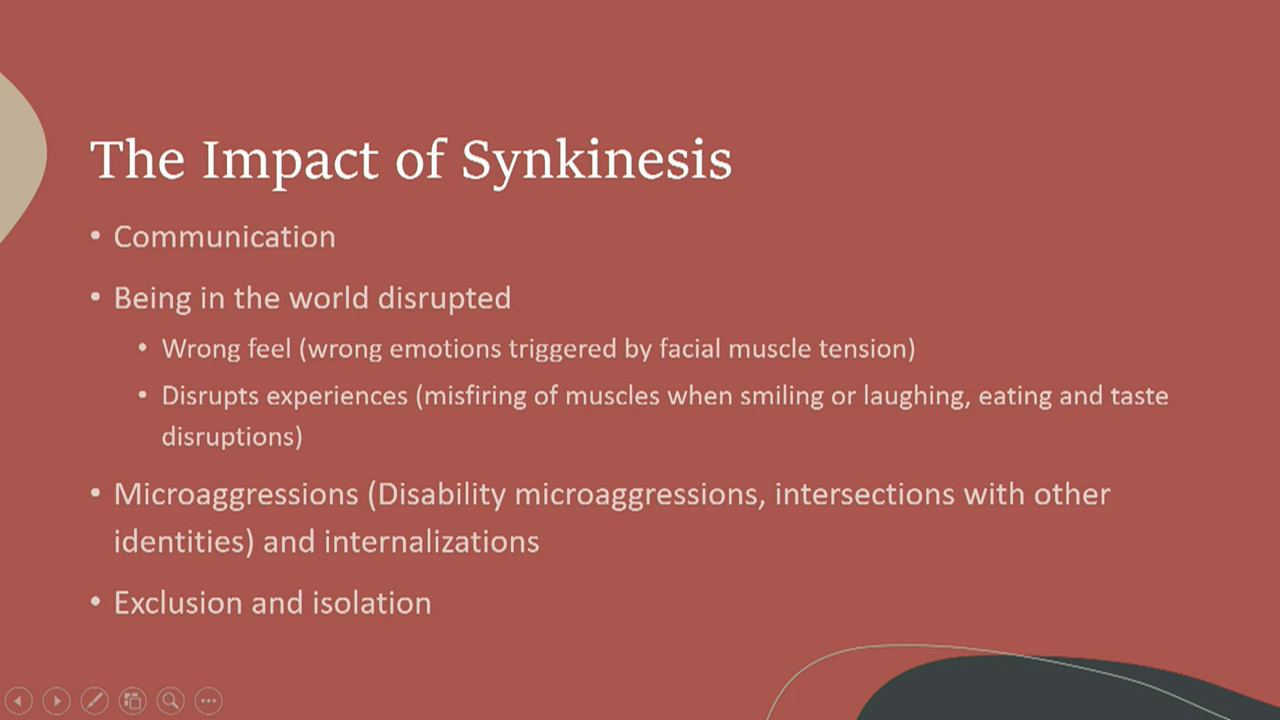 The Impact of Synkinesis
• Communication
• Being in the world disrupted
• Wrong feel (wrong emotions triggered by facial muscle tension)
• Disrupts experiences (misfiring of muscles when smiling or laughing, eating and taste
disruptions)
• Microaggressions (Disability microaggressions, intersections with other
identities) and internalizations
• Exclusion and isolation